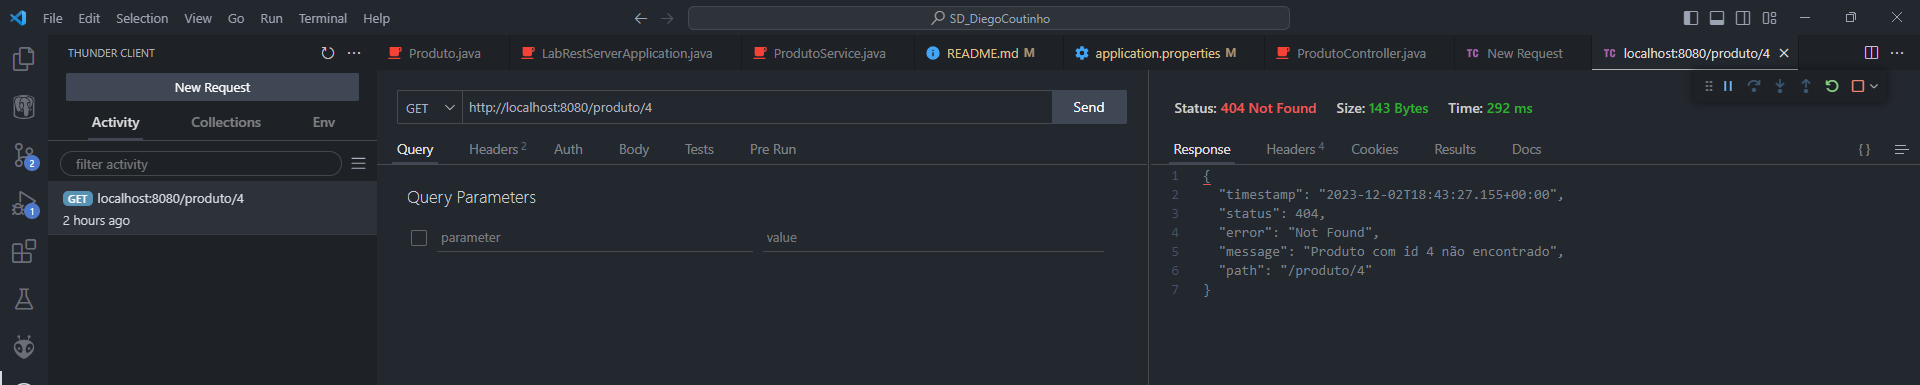 File Edit Selection View Go Run Terminal Help
SD_DiegoCoutinho
THUNDER CLIENT
New Request
Activity Collections Env
filter activity
GET localhost:8080/produto/4
2 hours ago
2
1
Produto.java LabRestServerApplication.java ProdutoService.java README.md M application.properties M ProdutoController.java TC New Request TC localhost:8080/produto/4
GET http://localhost:8080/produto/4 Send
Query Headers 2 Auth Body Tests Pre Run
Query Parameters
parameter value
Status: 404 Not Found Size: 143 Bytes Time: 292 ms
Response Headers 4 Cookies Results Docs { }
1 {
2 "timestamp": "2023-12-02T18:43:27.155+00:00",
3 "status": 404,
4 "error": "Not Found",
5 "message": "Produto com id 4 não encontrado",
6 "path": "/produto/4"
7 }